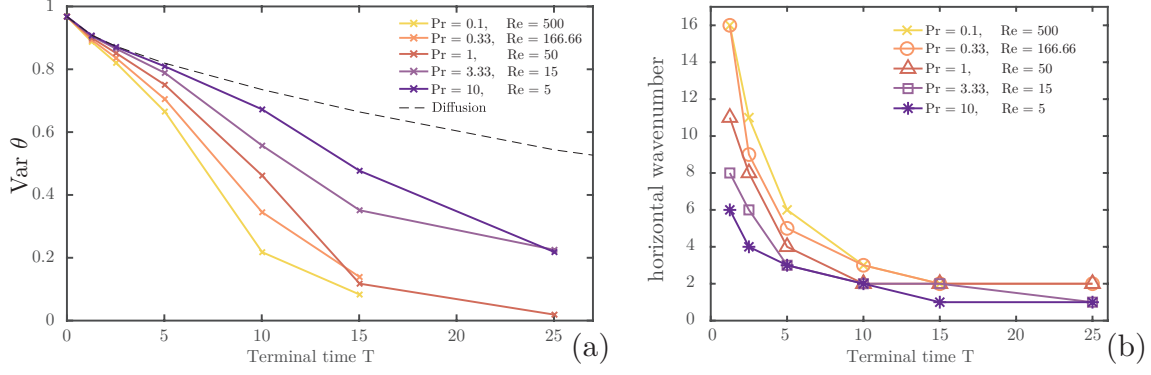 Var θ
1
0.8
0.6
0.4
0.2
0
0
5
10
15
20
25
Terminal time T
(a)
Pr = 0.1, Re = 500
Pr = 0.33, Re = 166.66
Pr = 1, Re = 50
Pr = 3.33, Re = 15
Pr = 10, Re = 5
Diffusion
horizontal wavenumber
16
14
12
10
8
6
4
2
0
0
5
10
15
20
25
Terminal time T
(b)
Pr = 0.1, Re = 500
Pr = 0.33, Re = 166.66
Pr = 1, Re = 50
Pr = 3.33, Re = 15
Pr = 10, Re = 5